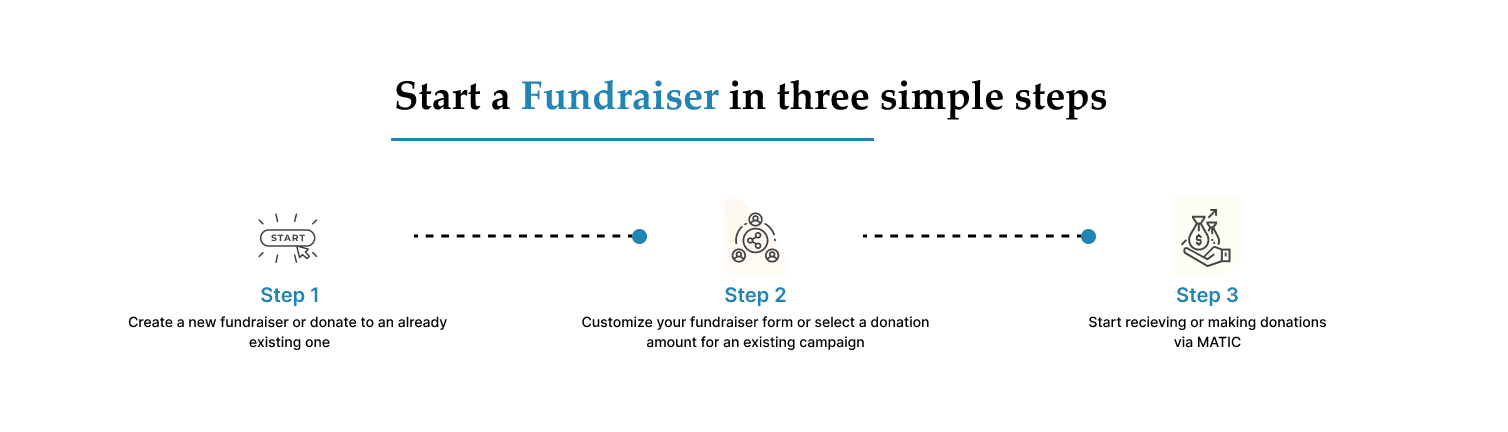 Start a Fundraiser in three simple steps
START
Step 1
Create a new fundraiser or donate to an already
existing one
Step 2
Customize your fundraiser form or select a donation
amount for an existing campaign
Step 3
Start recieving or making donations
via MATIC